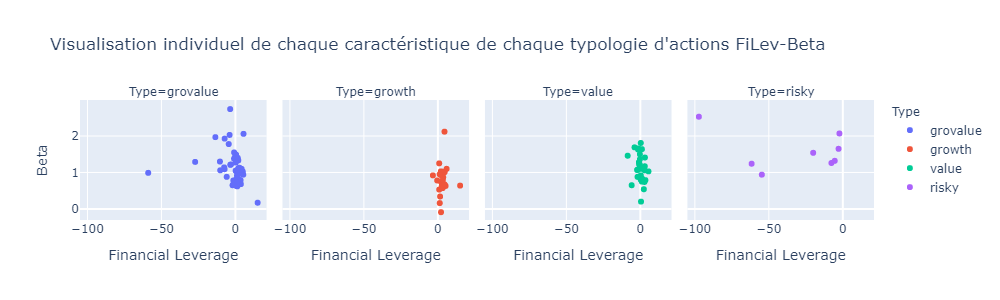 Visualisation individuel de chaque caractéristique de chaque typologie d'actions FiLev-Beta
Type=grovalue
Type=growth
Type=value
Type=risky
Type
grovalue
growth
value
risky
Beta
2
1
0
−100
−50
0
−100
−50
0
−100
−50
0
−100
−50
0
Financial Leverage
Financial Leverage
Financial Leverage
Financial Leverage